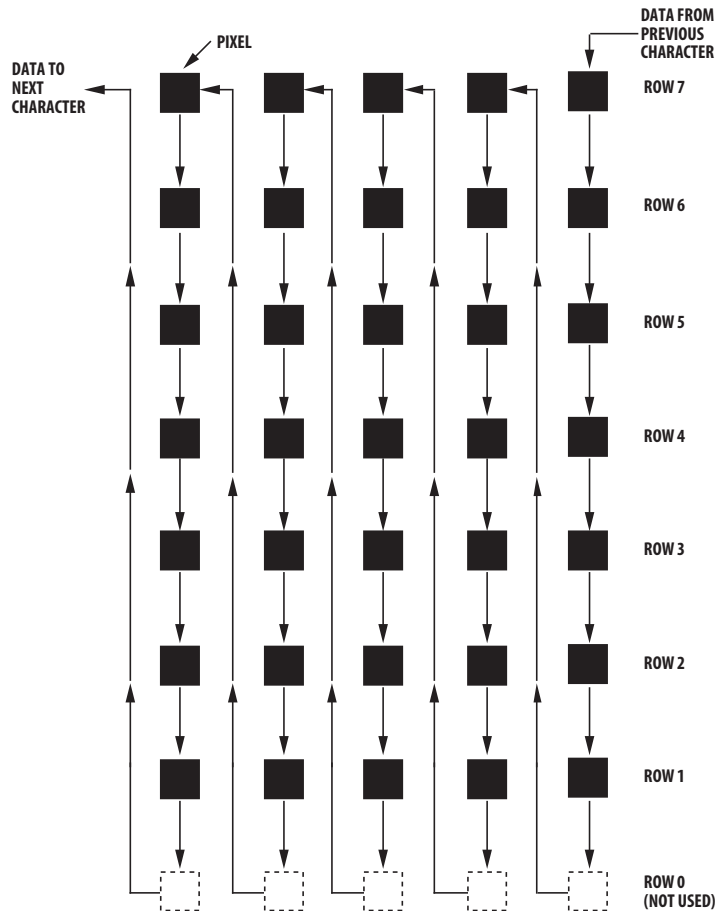 DATA FROM
PREVIOUS
CHARACTER
PIXEL
DATA TO
NEXT
CHARACTER
ROW 7
ROW 6
ROW 5
ROW 4
ROW 3
ROW 2
ROW 1
ROW 0
(NOT USED)